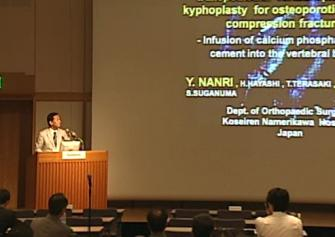 kyphoplasty for osteoporoti
compression fractur
- Infusion of calcium phospha
cement into the vertebral b
Y. NANRI, H.HAYASHI, T.TERASAKI,
S.SUGANUMA
Dept. of Orthopaedic Surg
Koseiren Namerikawa Hos
Japan